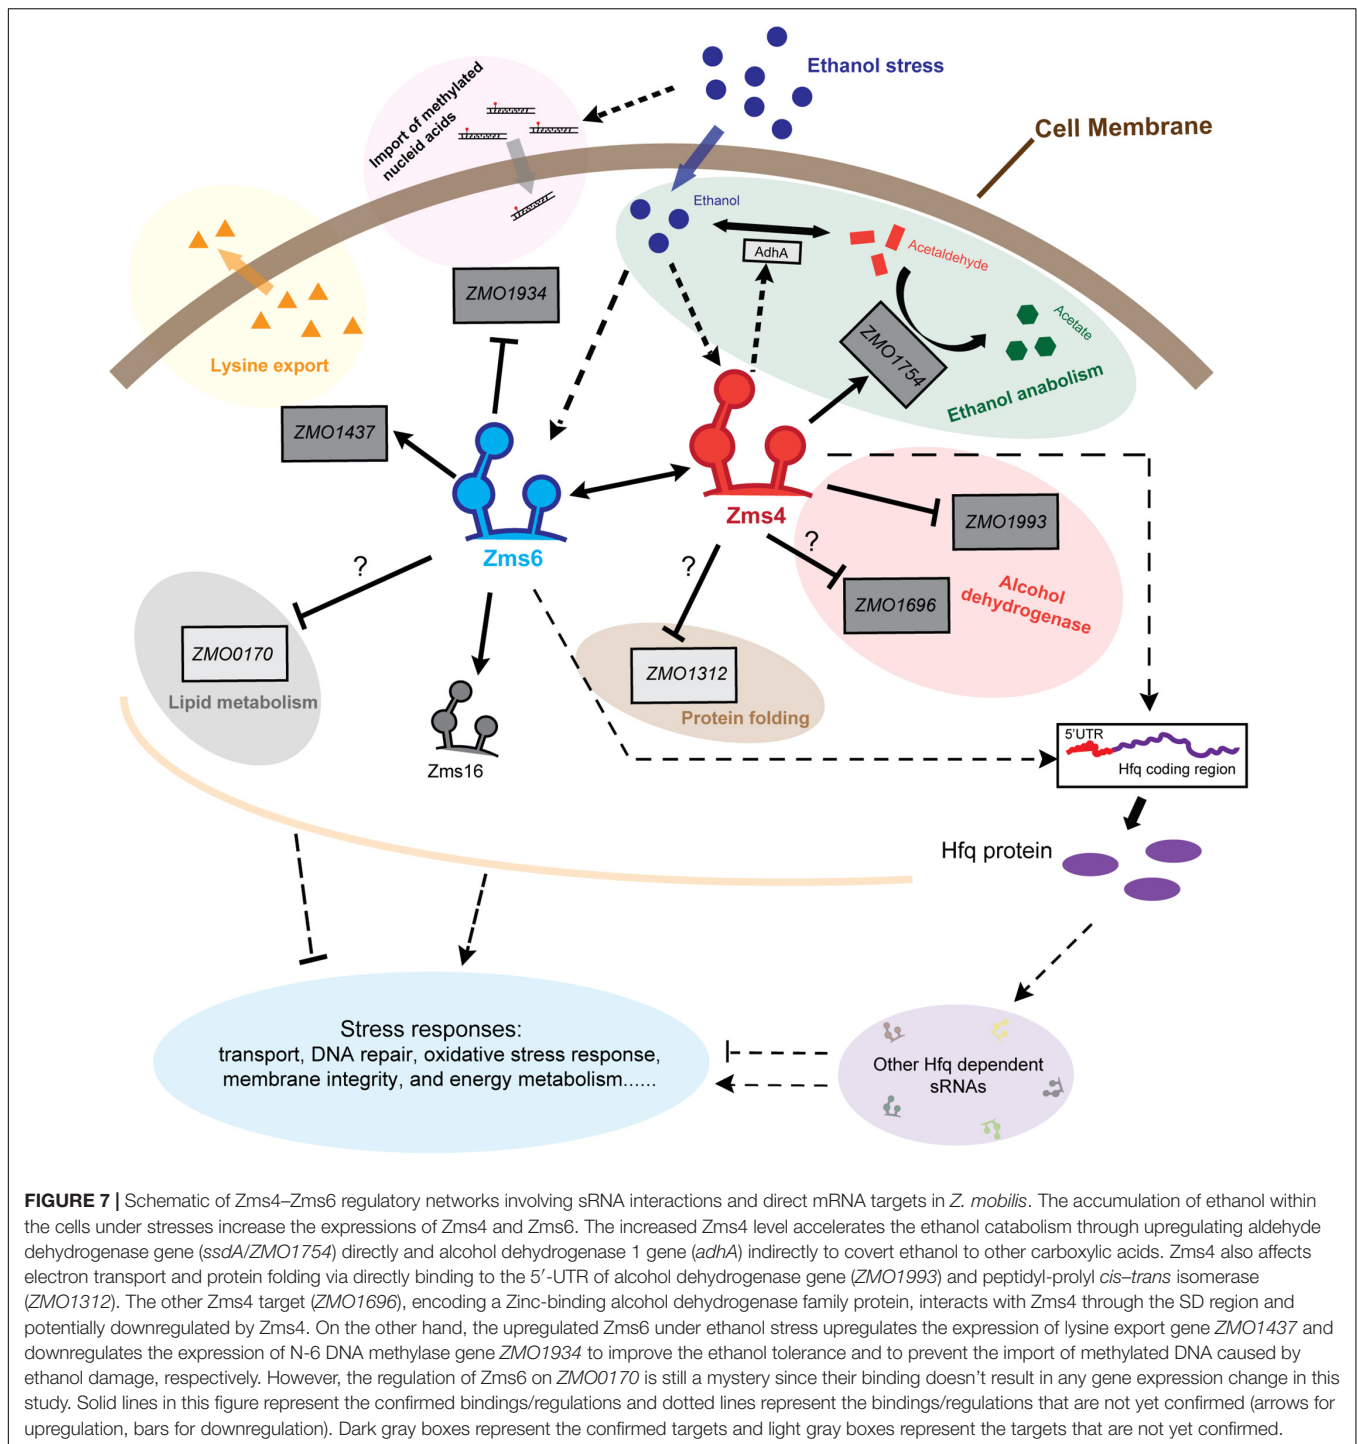 Ethanol stress
Import of methylated
nucleid acids
Cell Membrane
Ethanol
AdhA
Acetaldehyde
Acetate
ZMO1754
Ethanol anabolism
Lysine export
ZMO1934
ZMO1437
Zms6
Zms4
ZMO1993
?
ZMO1696
Alcohol
dehydrogenase
?
ZMO0170
Lipid metabolism
?
ZMO1312
Protein folding
Zms16
5'UTR
Hfq coding region
Hfq protein
Stress responses:
transport, DNA repair, oxidative stress response,
membrane integrity, and energy metabolism......
Other Hfq dependent
sRNAs
FIGURE 7 | Schematic of Zms4–Zms6 regulatory networks involving sRNA interactions and direct mRNA targets in Z. mobilis. The accumulation of ethanol within
the cells under stresses increase the expressions of Zms4 and Zms6. The increased Zms4 level accelerates the ethanol catabolism through upregulating aldehyde
dehydrogenase gene (ssdA/ZMO1754) directly and alcohol dehydrogenase 1 gene (adhA) indirectly to covert ethanol to other carboxylic acids. Zms4 also affects
electron transport and protein folding via directly binding to the 5′-UTR of alcohol dehydrogenase gene (ZMO1993) and peptidyl-prolyl cis–trans isomerase
(ZMO1312). The other Zms4 target (ZMO1696), encoding a Zinc-binding alcohol dehydrogenase family protein, interacts with Zms4 through the SD region and
potentially downregulated by Zms4. On the other hand, the upregulated Zms6 under ethanol stress upregulates the expression of lysine export gene ZMO1437 and
downregulates the expression of N-6 DNA methylase gene ZMO1934 to improve the ethanol tolerance and to prevent the import of methylated DNA caused by
ethanol damage, respectively. However, the regulation of Zms6 on ZMO0170 is still a mystery since their binding doesn't result in any gene expression change in this
study. Solid lines in this figure represent the confirmed bindings/regulations and dotted lines represent the bindings/regulations that are not yet confirmed (arrows for
upregulation, bars for downregulation). Dark gray boxes represent the confirmed targets and light gray boxes represent the targets that are not yet confirmed.